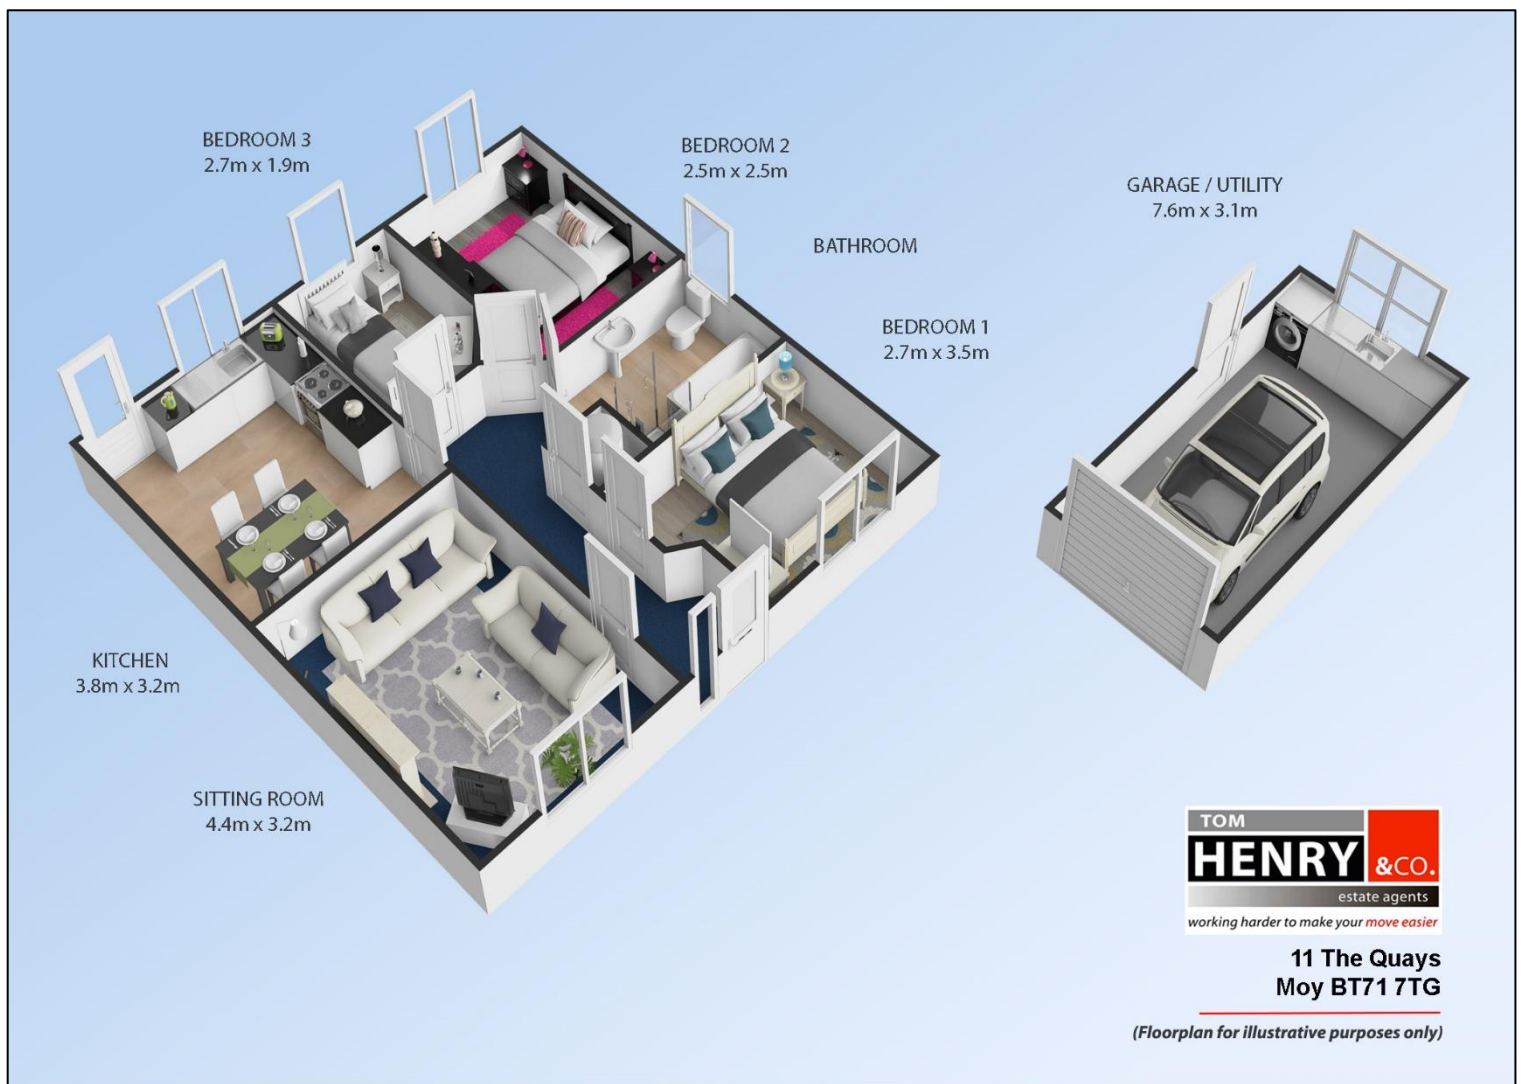 BEDROOM 3
2.7m x 1.9m
BEDROOM 2
2.5m x 2.5m
BATHROOM
GARAGE / UTILITY
7.6m x 3.1m
BEDROOM 1
2.7m x 3.5m
KITCHEN
3.8m x 3.2m
SITTING ROOM
4.4m x 3.2m
TOM
HENRY &CO.
estate agents
working harder to make your move easier
11 The Quays
Moy BT71 7TG
(Floorplan for illustrative purposes only)